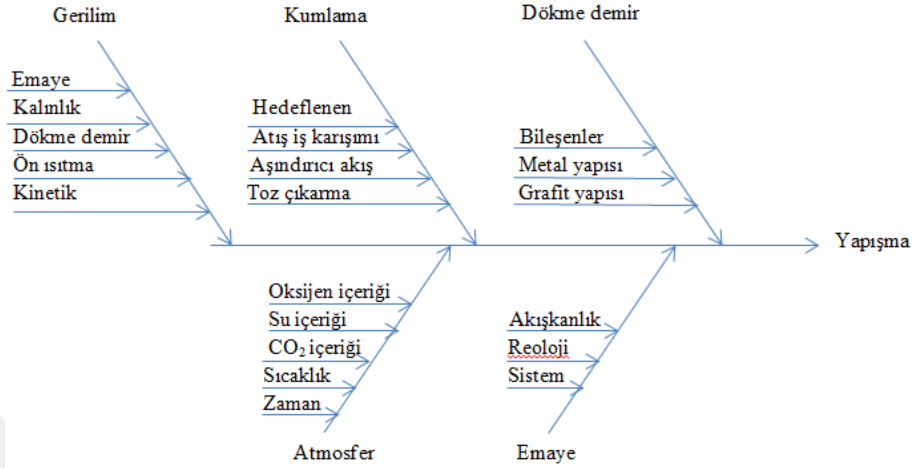 Gerilim
Emaye
Kalınlık
Dökme demir
Ön ısıtma
Kinetik
Kumlama
Hedeflenen
Atış iş karışımı
Aşındırıcı akış
Toz çıkarma
Dökme demir
Bileşenler
Metal yapısı
Grafit yapısı
Yapışma
Oksijen içeriği
Su içeriği
CO₂ içeriği
Sıcaklık
Zaman
Atmosfer
Akışkanlık
Reoloji
Sistem
Emaye